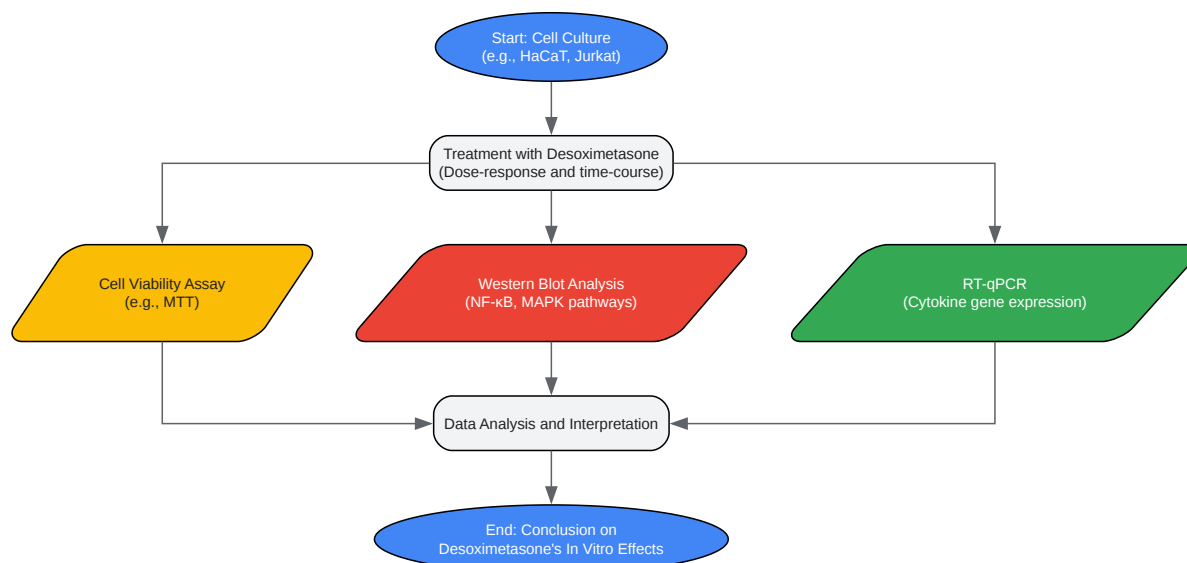 Start: Cell Culture
(e.g., HaCaT, Jurkat)
Treatment with Desoximetasone
(Dose-response and time-course)
Cell Viability Assay
(e.g., MTT)
Western Blot Analysis
(NF-κB, MAPK pathways)
RT-qPCR
(Cytokine gene expression)
Data Analysis and Interpretation
End: Conclusion on
Desoximetasone's In Vitro Effects